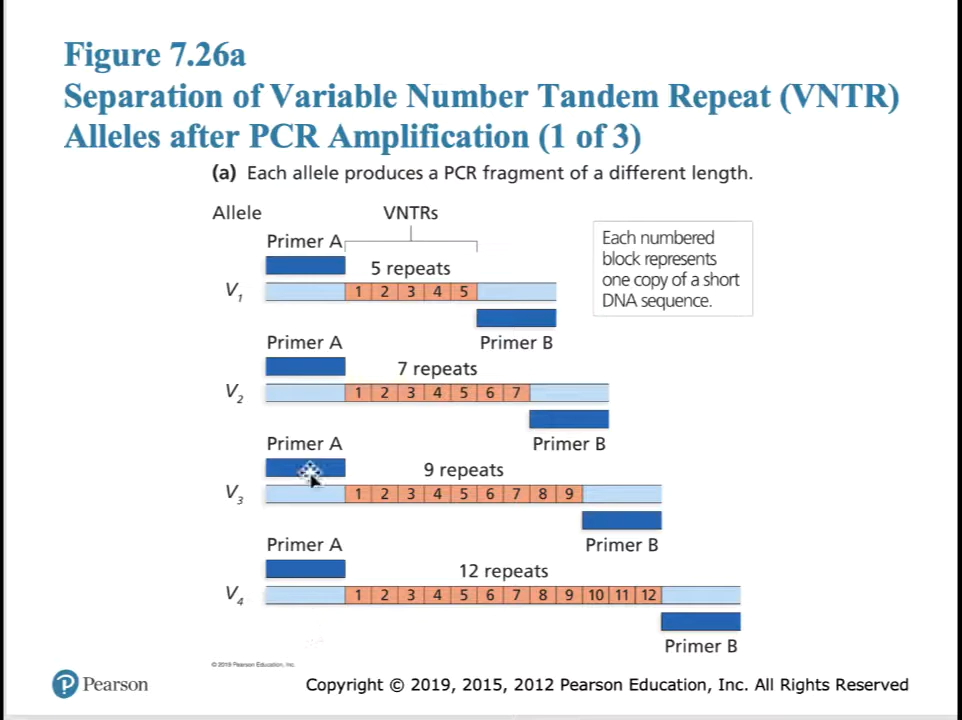 Figure 7.26a
Separation of Variable Number Tandem Repeat (VNTR)
Alleles after PCR Amplification (1 of 3)
(a) Each allele produces a PCR fragment of a different length.
Allele
VNTRs
Each numbered
block represents
one copy of a short
DNA sequence.
Primer A
5 repeats
V1
1 2 3 4 5
Primer B
Primer A
7 repeats
V2
1 2 3 4 5 6 7
Primer B
Primer A
9 repeats
V3
1 2 3 4 5 6 7 8 9
Primer B
Primer A
12 repeats
V4
1 2 3 4 5 6 7 8 9 10 11 12
Primer B
© 2019 Pearson Education, Inc.
P Pearson
Copyright © 2019, 2015, 2012 Pearson Education, Inc. All Rights Reserved